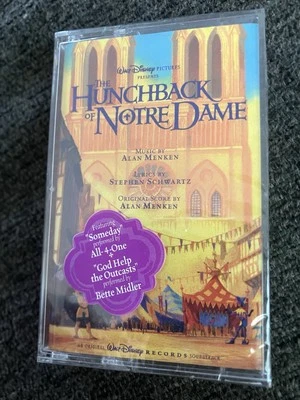 Walt Disney PICTURES
PRESENTS
THE
HUNCHBACK
OF NOTRE DAME
MUSIC BY
ALAN MENKEN
LYRICS BY
STEPHEN SCHWARTZ
ORIGINAL SCORE BY
ALAN MENKEN
Featuring
"Someday"
performed by
All-4-One
+
"God Help
the Outcasts"
performed by
Bette Midler
AN ORIGINAL Walt Disney RECORDS SOUNDTRACK